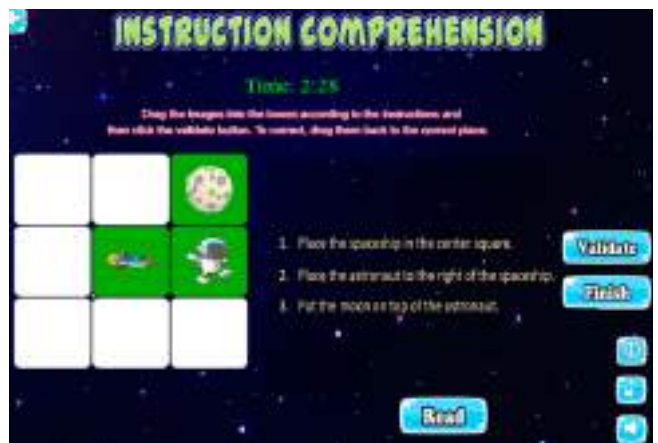 INSTRUCTION COMPREHENSION
Time: 2:28
Drag the images into the boxes according to the instructions and
then click the validate button. To correct, drag them back to the correct place.
1. Place the spaceship in the center square.
2. Place the astronaut to the right of the spaceship.
3. Put the moon on top of the astronaut.
Validate
Finish
Read